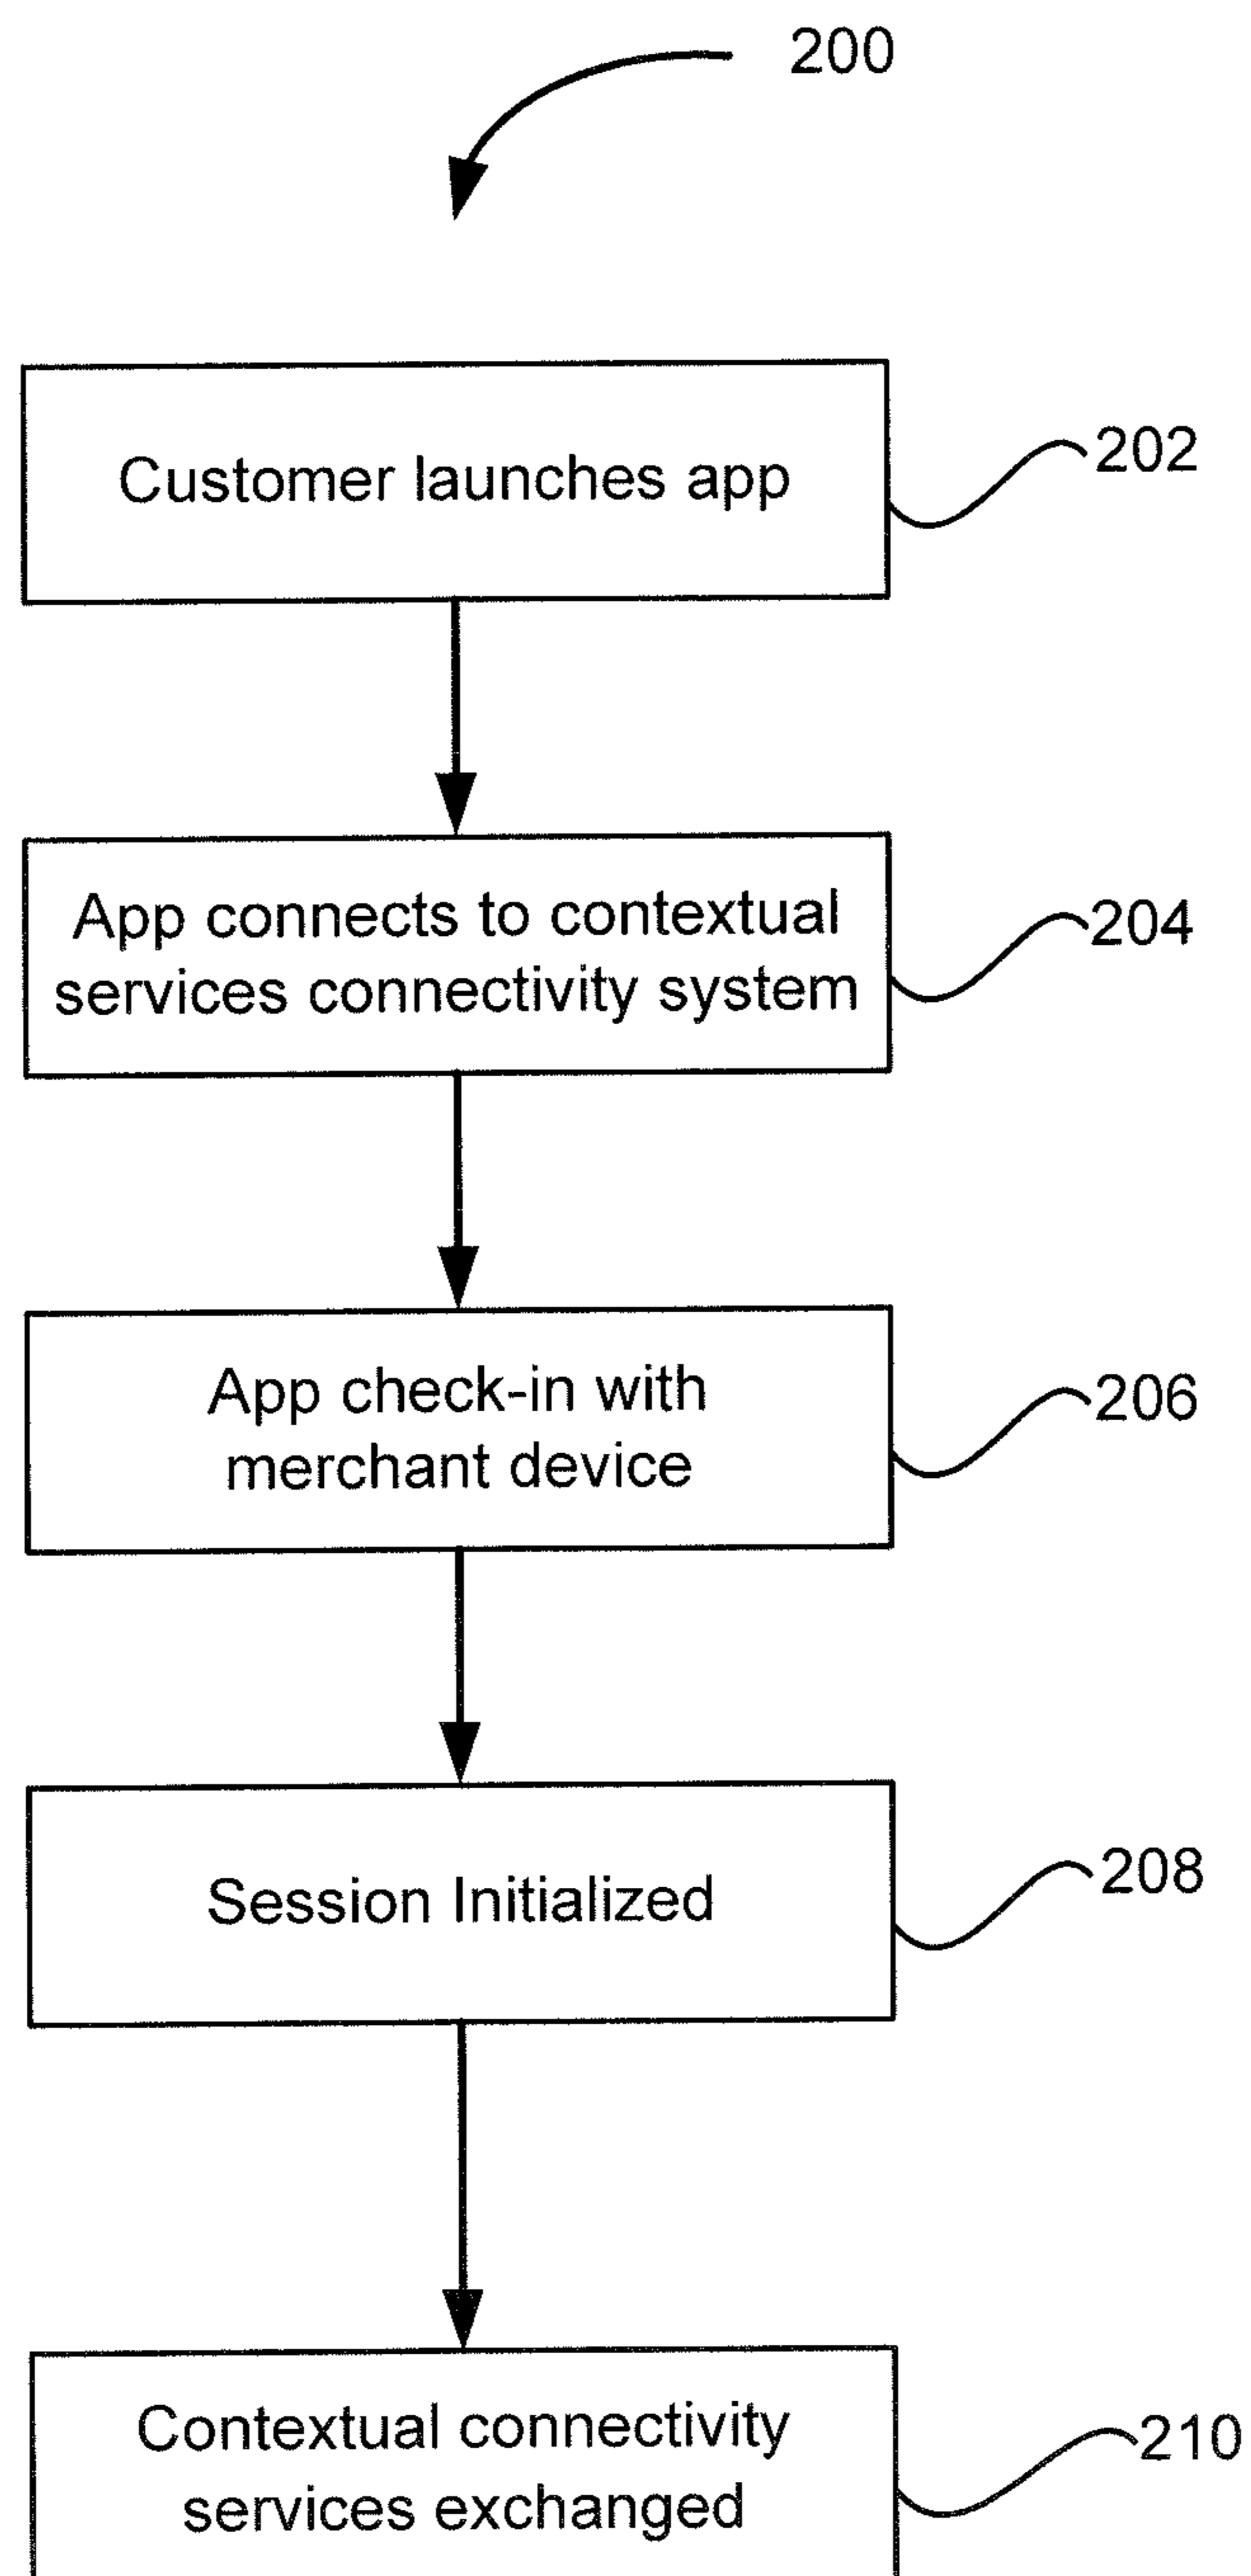 200
Customer launches app
202
App connects to contextual
services connectivity system
204
App check-in with
merchant device
206
Session Initialized
208
Contextual connectivity
services exchanged
210